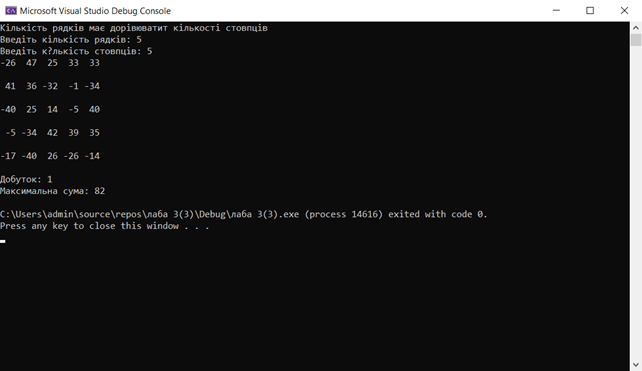 Microsoft Visual Studio Debug Console
Кількість рядків має дорівюватит кількості стовпців
Введіть кількість рядків: 5
Введіть к?лькість стовпців: 5
-26  47  25  33  33
 41  36 -32  -1 -34
-40  25  14  -5  40
 -5 -34  42  39  35
-17 -40  26 -26 -14
Добуток: 1
Максимальна сума: 82
C:\Users\admin\source\repos\лаба 3(3)\Debug\лаба 3(3).exe (process 14616) exited with code 0.
Press any key to close this window . . .